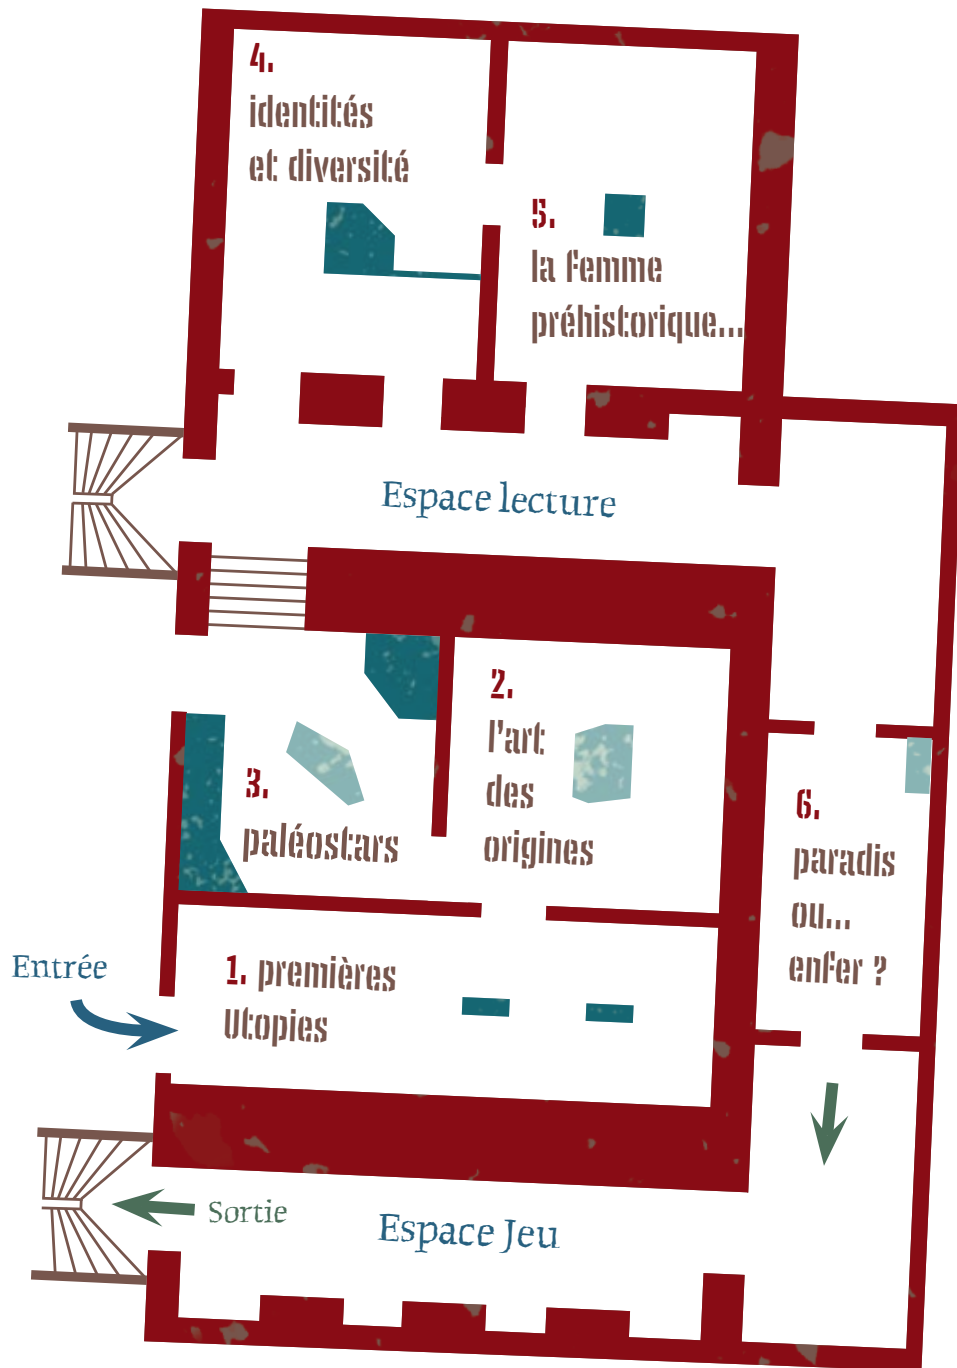 4.
identités
et diversité
5.
la femme
préhistorique...
Espace lecture
2.
l'art
des
origines
3.
paléostars
6.
paradis
ou...
enfer ?
Entrée
1. premières
Utopies
Sortie
Espace Jeu